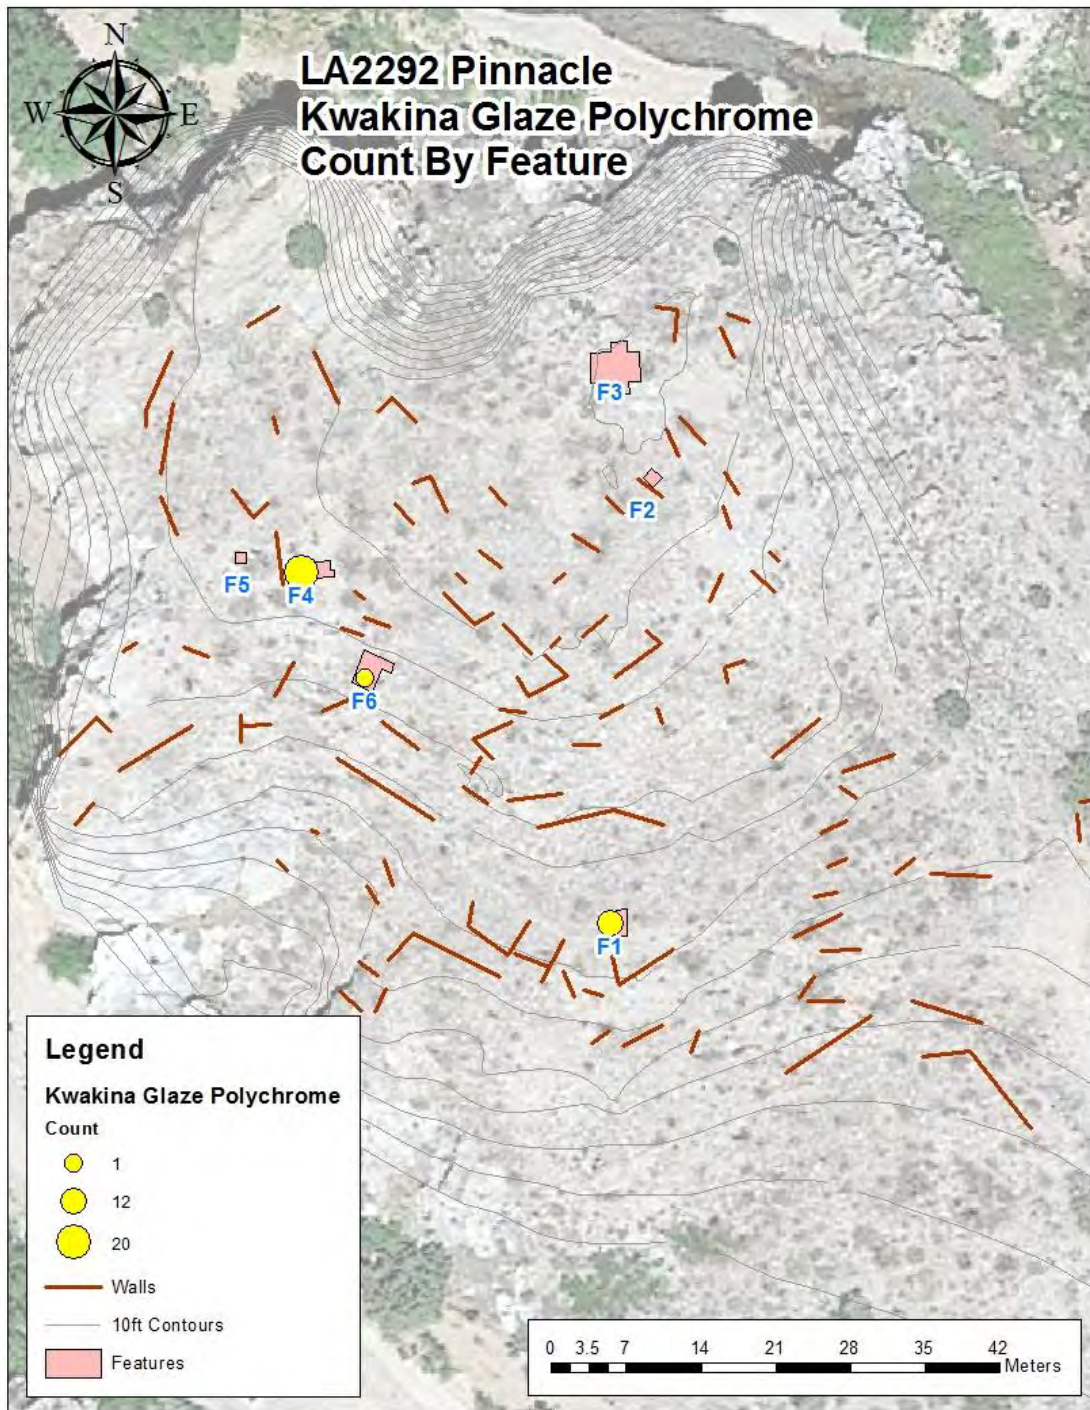 N
W
E
S
LA2292 Pinnacle
Kwakina Glaze Polychrome
Count By Feature
F3
F2
F5
F4
F6
F1
Legend
Kwakina Glaze Polychrome
Count
1
12
20
Walls
10ft Contours
Features
0 3.5 7 14 21 28 35 42
Meters